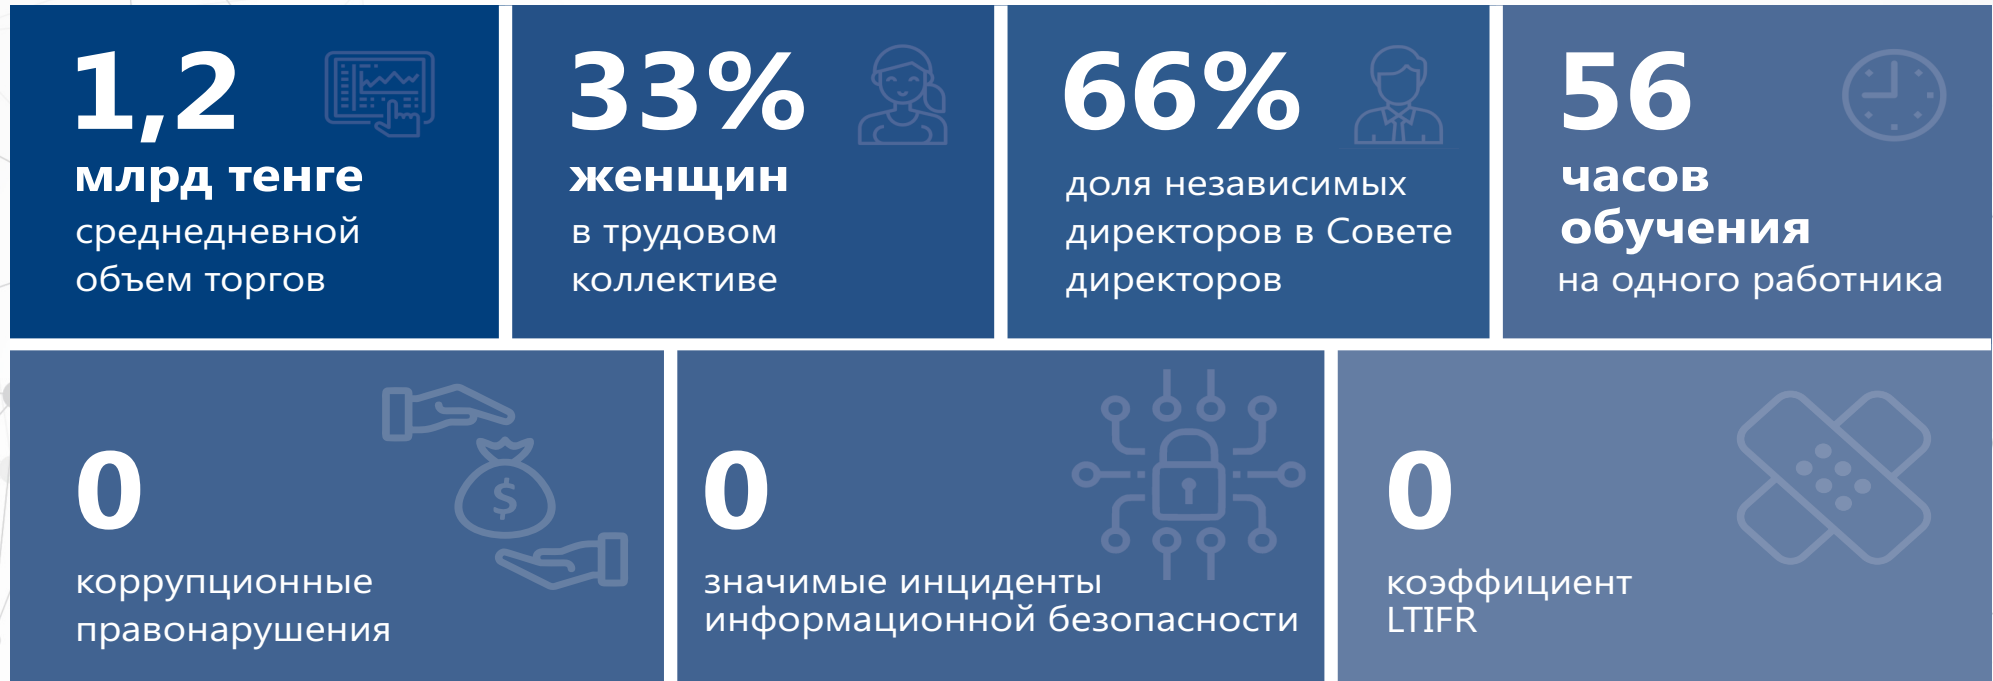 1,2
млрд тенге
среднедневной
объем торгов
33%
женщин
в трудовом
коллективе
66%
доля независимых
директоров в Совете
директоров
56
часов
обучения
на одного работника
0
коррупционные
правонарушения
$
0
значимые инциденты
информационной безопасности
0
коэффициент
LTIFR